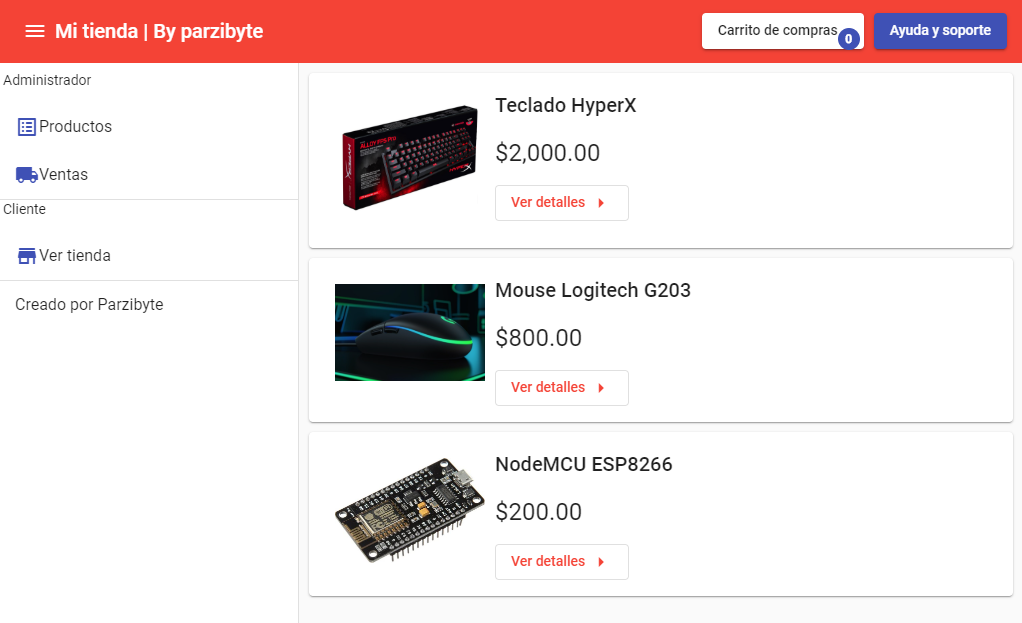 Mi tienda | By parzibyte
Carrito de compras
0
Ayuda y soporte
Administrador
Productos
Ventas
Cliente
Ver tienda
Creado por Parzibyte
Teclado HyperX
$2,000.00
Ver detalles
Mouse Logitech G203
$800.00
Ver detalles
NodeMCU ESP8266
$200.00
Ver detalles